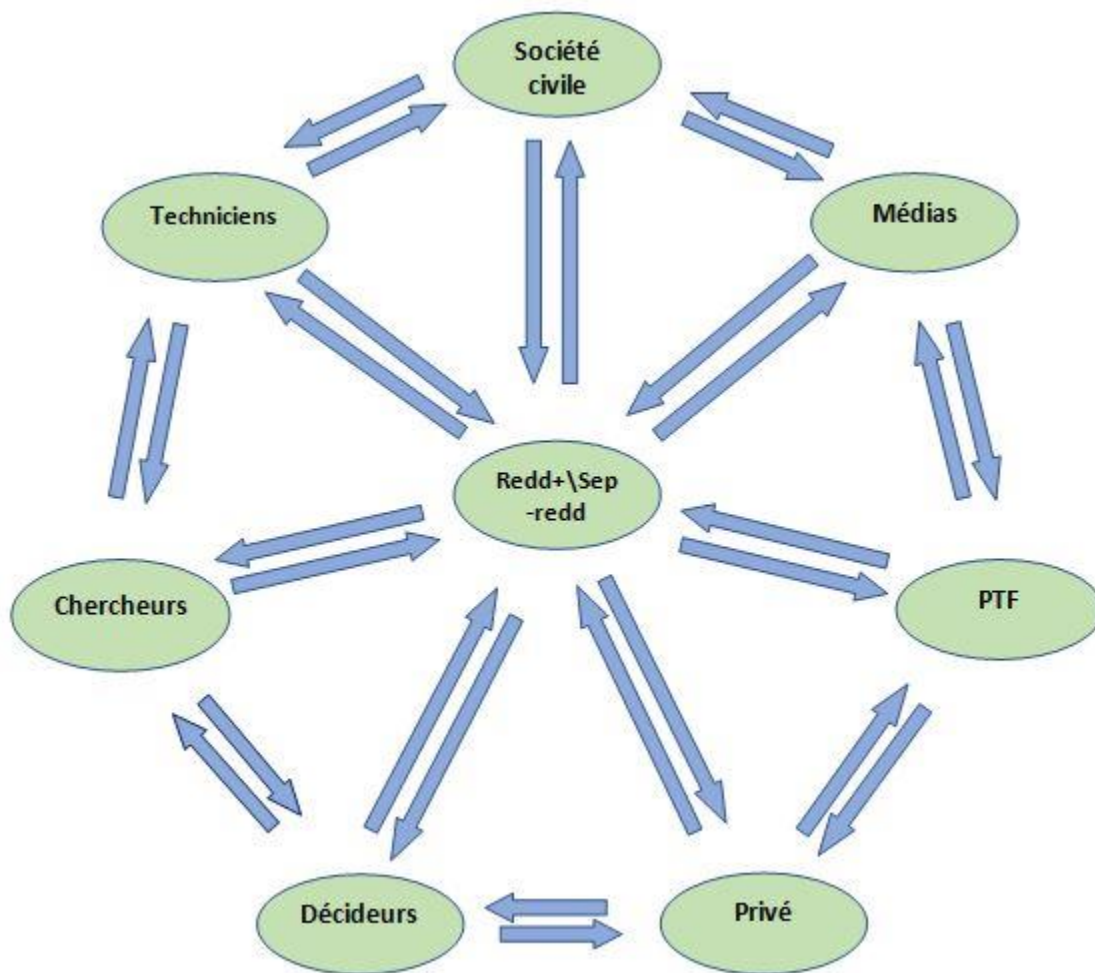 Société
civile
Techniciens
Médias
Redd+\Sep
-redd
Chercheurs
PTF
Décideurs
Privé